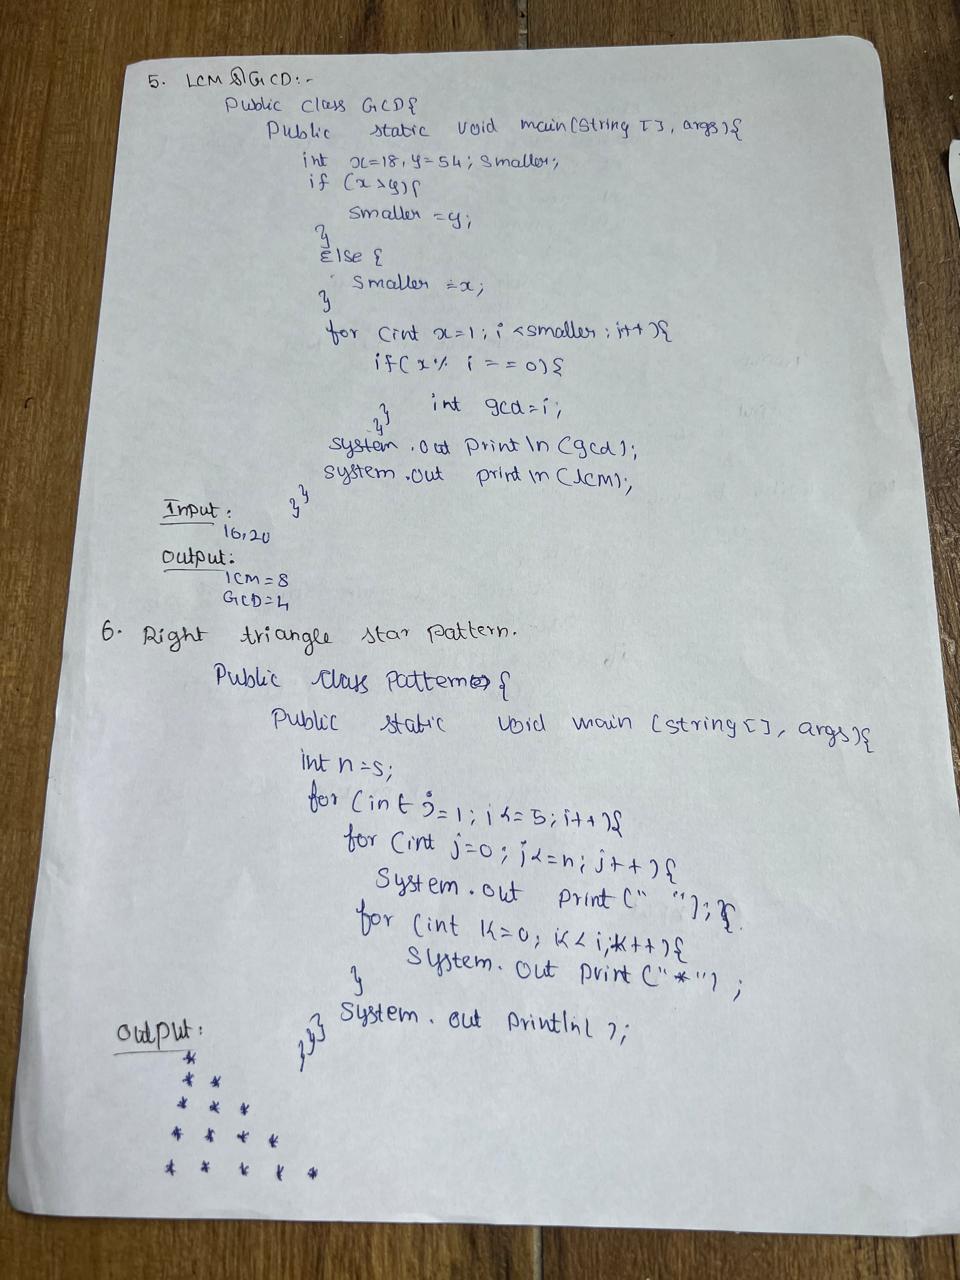 5. LCM & GCD:-
Public class GCD{
Public static void main(String [], args){
int x=18, y=54; smaller;
if (x>y){
smaller =y;
}
Else {
smaller =x;
}
for (int x=1; i <smaller; i++){
if(x% i == 0){
int gcd=i;
}}
system .out println(gcd);
system .out println(lcm);
}}
Input:
16,20
output:
lCM=8
GCD=4
6. Right triangle star pattern.
Public class Pattern {
Public static void main (string[], args){
int n=5;
for (int i=1; i<=5; i++){
for (int j=0; j<=n; j++){
System.out print(" ");}
for (int k=0; k<i; k++){
System. out print ("*") ;
}
System. out println( );
}}}
output:
*
* *
* * *
* * * *
* * * * *